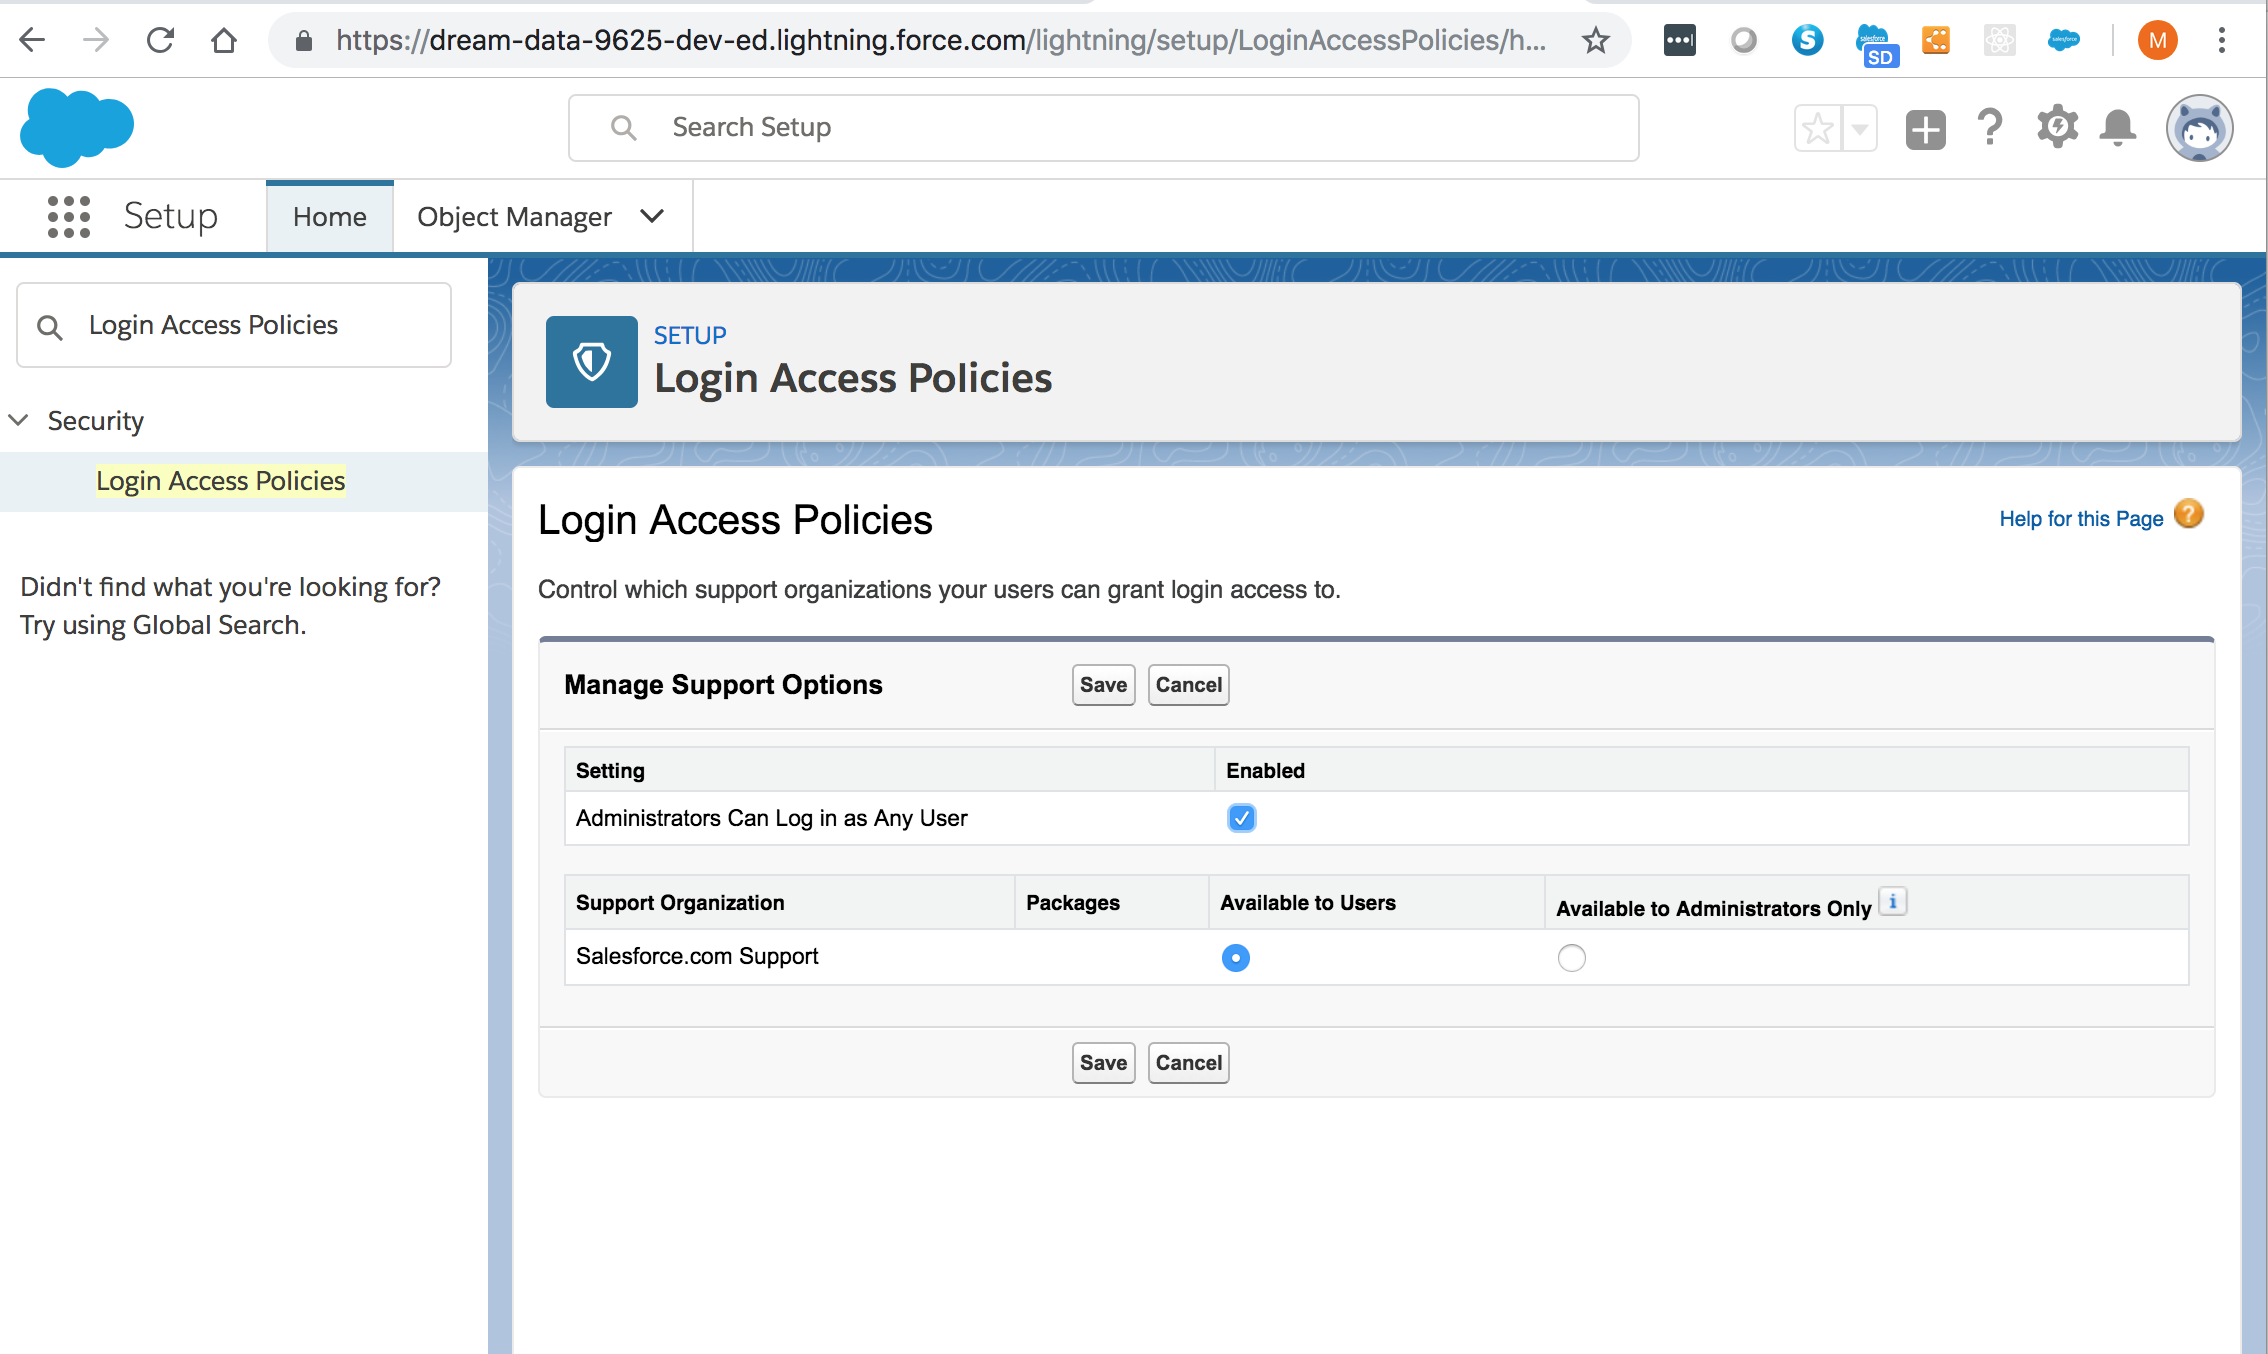 https://dream-data-9625-dev-ed.lightning.force.com/lightning/setup/LoginAccessPolicies/h...
SD
M
Search Setup
Setup
Home
Object Manager
Login Access Policies
Security
Login Access Policies
Didn't find what you're looking for?
Try using Global Search.
SETUP
Login Access Policies
Login Access Policies
Help for this Page ?
Control which support organizations your users can grant login access to.
Manage Support Options
Save Cancel
Setting Enabled
Administrators Can Log in as Any User
Support Organization Packages Available to Users Available to Administrators Only i
Salesforce.com Support
Save Cancel